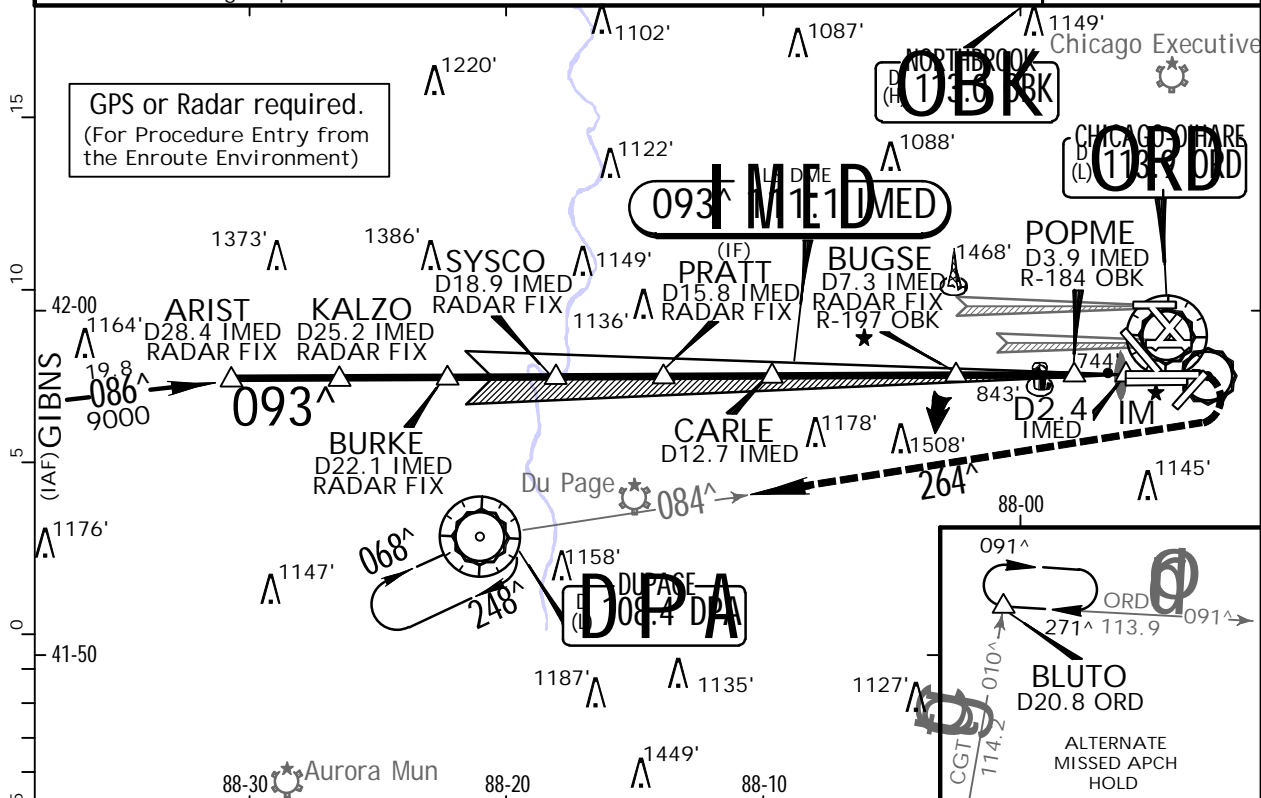 1102'
1087'
1149'
Chicago Executive
1220'
GPS or Radar required.
(For Procedure Entry from
the Enroute Environment)
15
NORTHBROOK
D
(H)
OBK
OBK
1088'
1122'
CHICAGO-O'HARE
D
(L)
113.9 ORD
ORD
IMED
DME
093^ 111.1 IMED
1373'
1386'
1149'
1468'
10
42-00
ARIST
D28.4 IMED
RADAR FIX
KALZO
D25.2 IMED
RADAR FIX
SYSCO
D18.9 IMED
RADAR FIX
(IF)
PRATT
D15.8 IMED
RADAR FIX
BUGSE
D7.3 IMED
RADAR FIX
R-197 OBK
POPME
D3.9 IMED
R-184 OBK
1136'
1164'
19.8
086^
9000
(IAF) GIBNS
093^
744'
843'
D2.4
IMED
IM
BURKE
D22.1 IMED
RADAR FIX
CARLE
D12.7 IMED
1178'
1508'
5
Du Page
084^
264^
1145'
88-00
1176'
068^
248^
1147'
1158'
DUPAGE
D
(L)
108.4 DPA
DPA
091^
ORD
113.9
091^
271^
BLUTO
D20.8 ORD
010^
CGT
114.2
ALTERNATE
MISSED APCH
HOLD
0
41-50
1187'
1135'
1127'
1449'
Aurora Mun
88-30
88-20
88-10